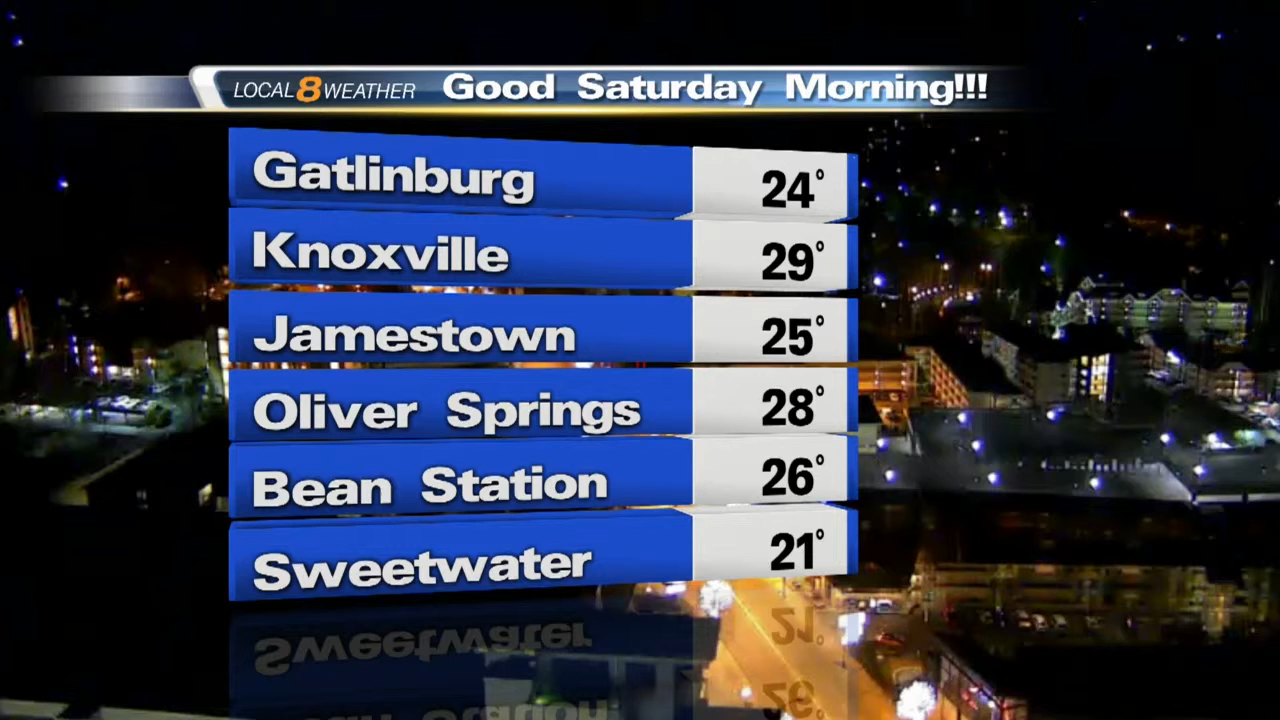 LOCAL 8 WEATHER Good Saturday Morning!!!
Gatlinburg 24°
Knoxville 29°
Jamestown 25°
Oliver Springs 28°
Bean Station 26°
Sweetwater 21°